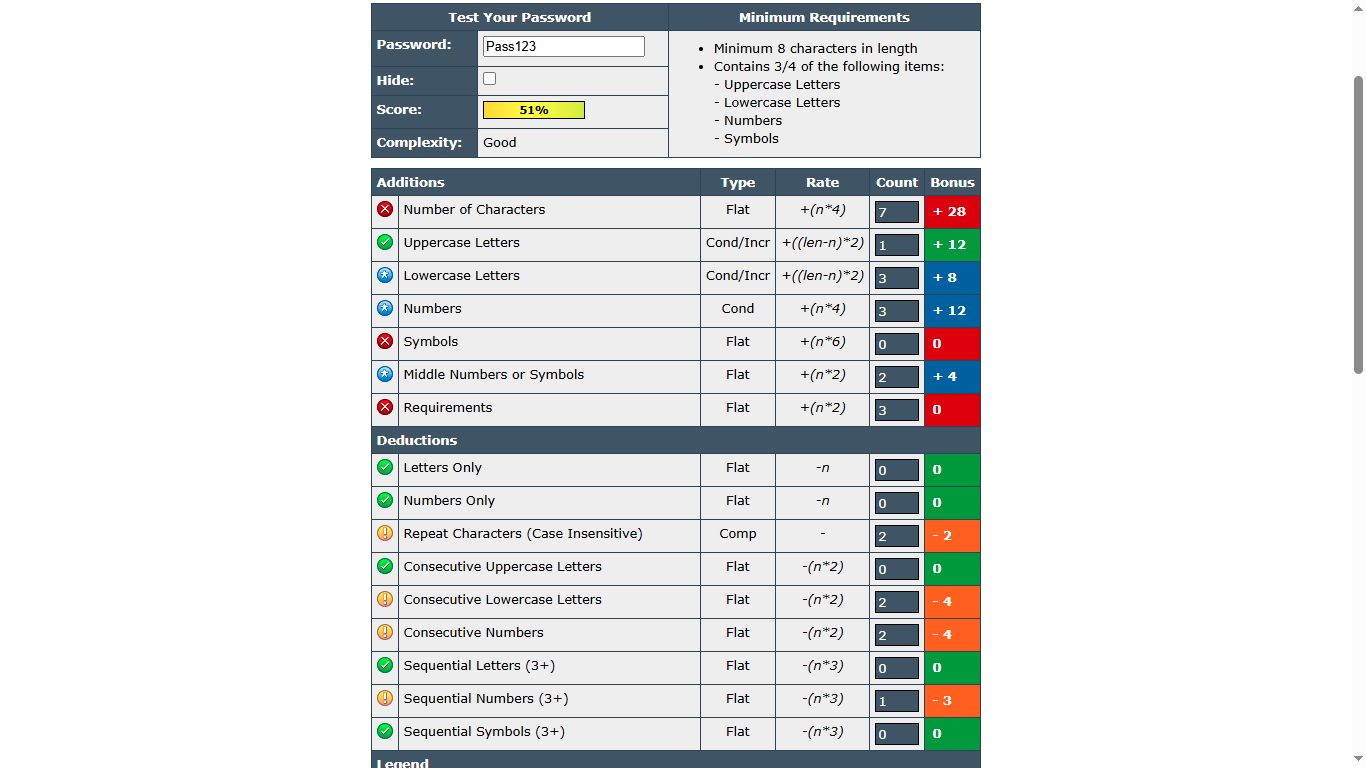 Test Your Password
Minimum Requirements
Password:
Pass123
• Minimum 8 characters in length
• Contains 3/4 of the following items:
- Uppercase Letters
- Lowercase Letters
- Numbers
- Symbols
Hide:
Score:
51%
Complexity:
Good
Additions Type Rate Count Bonus
Number of Characters Flat +(n*4) 7 + 28
Uppercase Letters Cond/Incr +((len-n)*2) 1 + 12
Lowercase Letters Cond/Incr +((len-n)*2) 3 + 8
Numbers Cond +(n*4) 3 + 12
Symbols Flat +(n*6) 0 0
Middle Numbers or Symbols Flat +(n*2) 2 + 4
Requirements Flat +(n*2) 3 0
Deductions
Letters Only Flat -n 0 0
Numbers Only Flat -n 0 0
Repeat Characters (Case Insensitive) Comp - 2 - 2
Consecutive Uppercase Letters Flat -(n*2) 0 0
Consecutive Lowercase Letters Flat -(n*2) 2 - 4
Consecutive Numbers Flat -(n*2) 2 - 4
Sequential Letters (3+) Flat -(n*3) 0 0
Sequential Numbers (3+) Flat -(n*3) 1 - 3
Sequential Symbols (3+) Flat -(n*3) 0 0
Legend